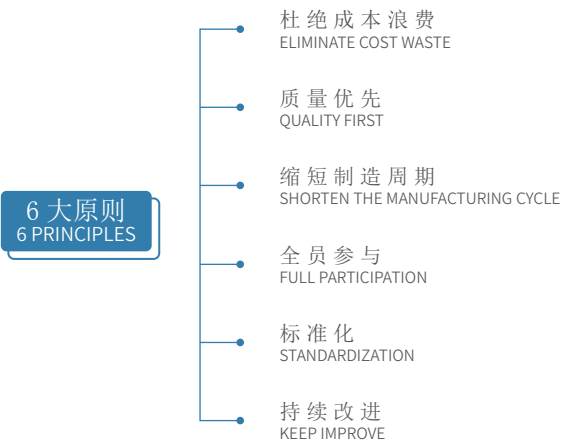 6 大原则
6 PRINCIPLES
杜绝成本浪费
ELIMINATE COST WASTE
质量优先
QUALITY FIRST
缩短制造周期
SHORTEN THE MANUFACTURING CYCLE
全员参与
FULL PARTICIPATION
标准化
STANDARDIZATION
持续改进
KEEP IMPROVE